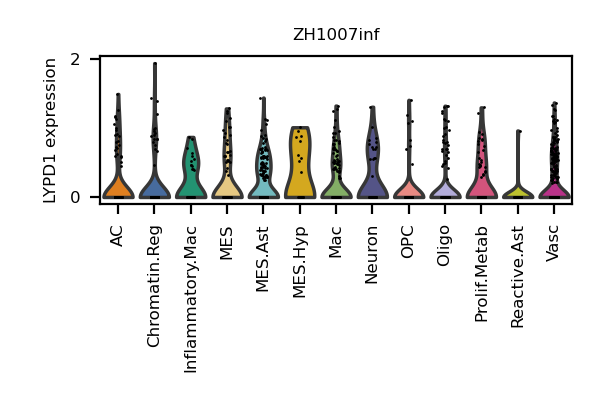 ZH1007inf
LYPD1 expression
2
0
AC
Chromatin.Reg
Inflammatory.Mac
MES
MES.Ast
MES.Hyp
Mac
Neuron
OPC
Oligo
Prolif.Metab
Reactive.Ast
Vasc